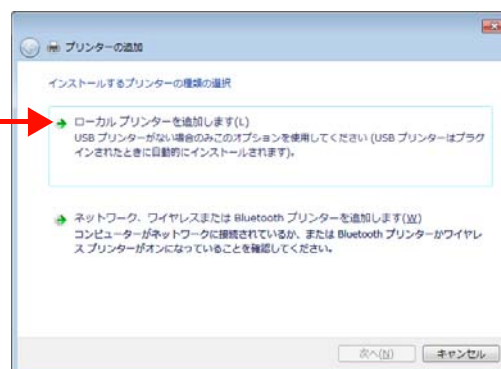 プリンターの追加
インストールするプリンターの種類の選択
ローカル プリンターを追加します(L)
USB プリンターがない場合のみこのオプションを使用してください (USB プリンターはプラグ
インされたときに自動的にインストールされます)。
ネットワーク、ワイヤレスまたは Bluetooth プリンターを追加します(W)
コンピューターがネットワークに接続されているか、または Bluetooth プリンターかワイヤレ
ス プリンターがオンになっていることを確認してください。
次へ(N)
キャンセル